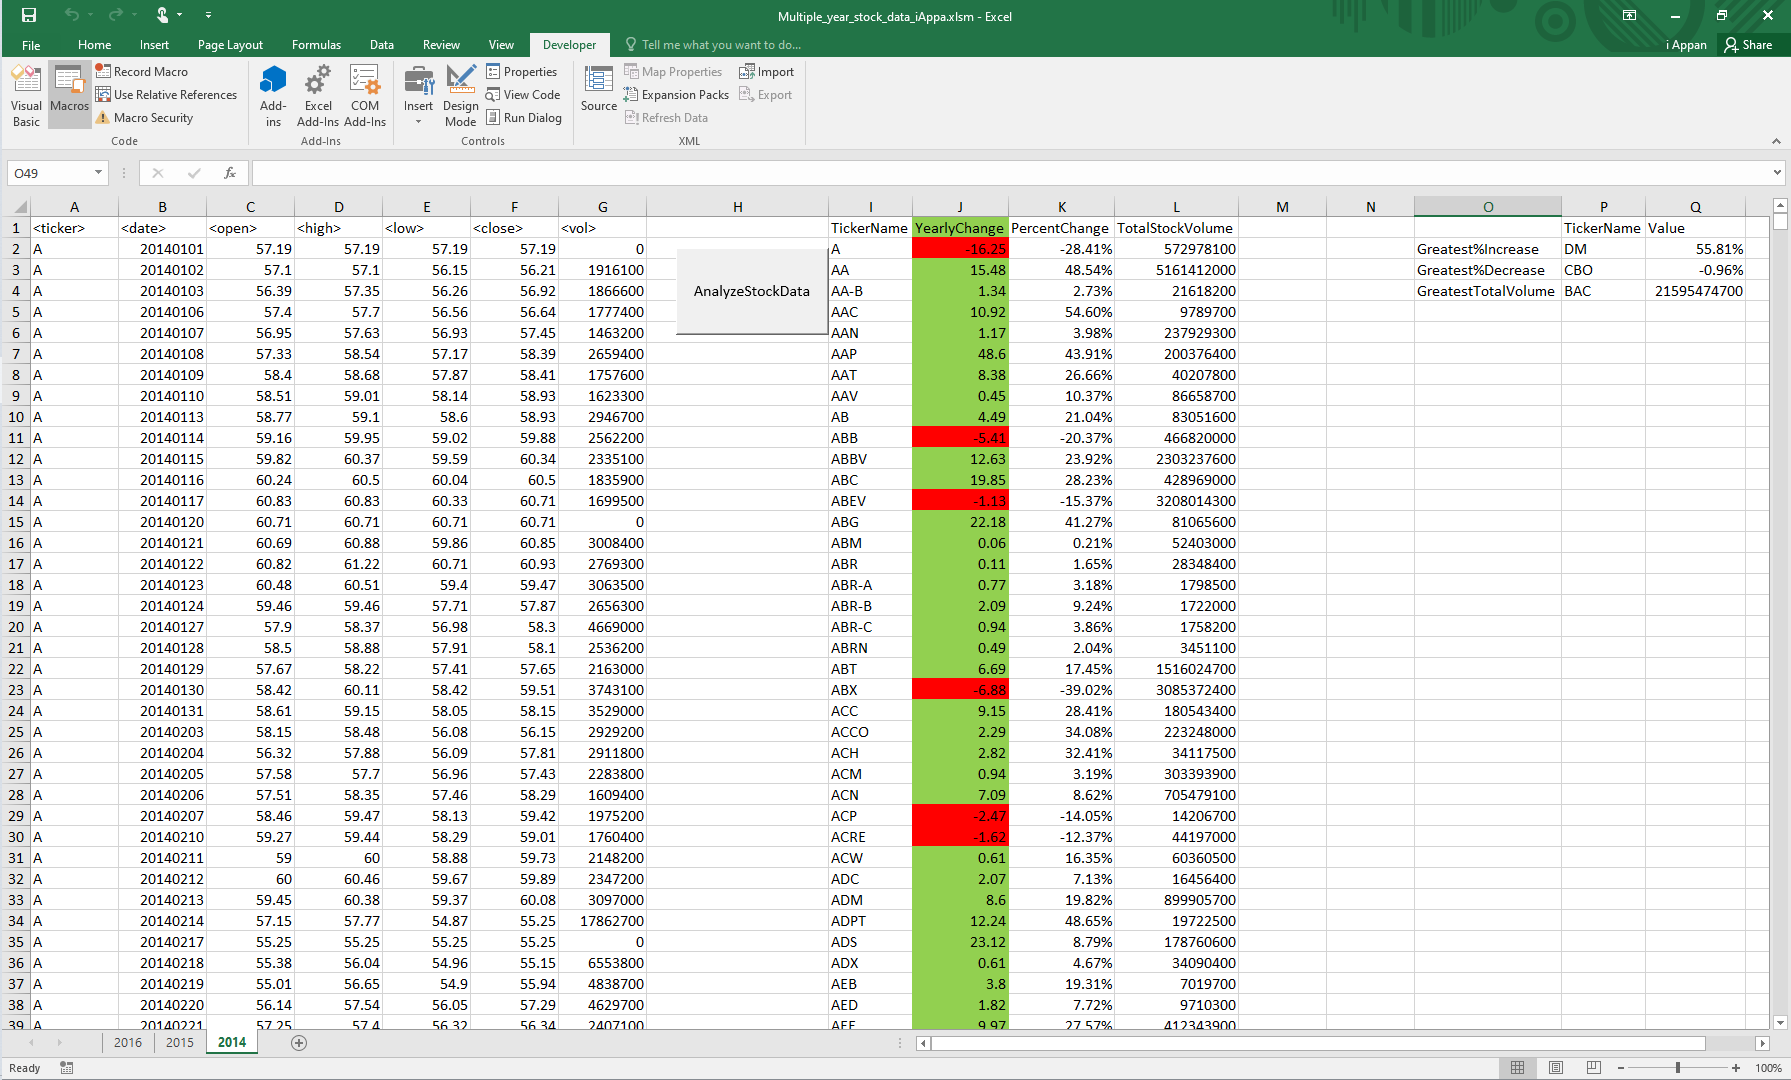 Multiple_year_stock_data_iAppa.xlsm - Excel
File Home Insert Page Layout Formulas Data Review View Developer Tell me what you want to do... i Appan Share
Visual Basic
Macros
Record Macro
Use Relative References
Macro Security
Code
Add-ins
Excel Add-Ins
COM Add-Ins
Add-Ins
Insert
Design Mode
Properties
View Code
Run Dialog
Controls
Source
Map Properties
Expansion Packs
Refresh Data
Import
Export
XML
O49 fx
A B C D E F G H I J K L M N O P Q
1 <ticker> <date> <open> <high> <low> <close> <vol> TickerName YearlyChange PercentChange TotalStockVolume TickerName Value
2 A 20140101 57.19 57.19 57.19 57.19 0 A -16.25 -28.41% 572978100 Greatest%Increase DM 55.81%
3 A 20140102 57.1 57.1 56.15 56.21 1916100 AA 15.48 48.54% 5161412000 Greatest%Decrease CBO -0.96%
4 A 20140103 56.39 57.35 56.26 56.92 1866600 AnalyzeStockData AA-B 1.34 2.73% 21618200 GreatestTotalVolume BAC 21595474700
5 A 20140106 57.4 57.7 56.56 56.64 1777400 AAC 10.92 54.60% 9789700
6 A 20140107 56.95 57.63 56.93 57.45 1463200 AAN 1.17 3.98% 237929300
7 A 20140108 57.33 58.54 57.17 58.39 2659400 AAP 48.6 43.91% 200376400
8 A 20140109 58.4 58.68 57.87 58.41 1757600 AAT 8.38 26.66% 40207800
9 A 20140110 58.51 59.01 58.14 58.93 1623300 AAV 0.45 10.37% 86658700
10 A 20140113 58.77 59.1 58.6 58.93 2946700 AB 4.49 21.04% 83051600
11 A 20140114 59.16 59.95 59.02 59.88 2562200 ABB -5.41 -20.37% 466820000
12 A 20140115 59.82 60.37 59.59 60.34 2335100 ABBV 12.63 23.92% 2303237600
13 A 20140116 60.24 60.5 60.04 60.5 1835900 ABC 19.85 28.23% 428969000
14 A 20140117 60.83 60.83 60.33 60.71 1699500 ABEV -1.13 -15.37% 3208014300
15 A 20140120 60.71 60.71 60.71 60.71 0 ABG 22.18 41.27% 81065600
16 A 20140121 60.69 60.88 59.86 60.85 3008400 ABM 0.06 0.21% 52403000
17 A 20140122 60.82 61.22 60.71 60.93 2769300 ABR 0.11 1.65% 28348400
18 A 20140123 60.48 60.51 59.4 59.47 3063500 ABR-A 0.77 3.18% 1798500
19 A 20140124 59.46 59.46 57.71 57.87 2656300 ABR-B 2.09 9.24% 1722000
20 A 20140127 57.9 58.37 56.98 58.3 4669000 ABR-C 0.94 3.86% 1758200
21 A 20140128 58.5 58.88 57.91 58.1 2536200 ABRN 0.49 2.04% 3451100
22 A 20140129 57.67 58.22 57.41 57.65 2163000 ABT 6.69 17.45% 1516024700
23 A 20140130 58.42 60.11 58.42 59.51 3743100 ABX -6.88 -39.02% 3085372400
24 A 20140131 58.61 59.15 58.05 58.15 3529000 ACC 9.15 28.41% 180543400
25 A 20140203 58.15 58.48 56.08 56.15 2929200 ACCO 2.29 34.08% 223248000
26 A 20140204 56.32 57.88 56.09 57.81 2911800 ACH 2.82 32.41% 34117500
27 A 20140205 57.58 57.7 56.96 57.43 2283800 ACM 0.94 3.19% 303393900
28 A 20140206 57.51 58.35 57.46 58.29 1609400 ACN 7.09 8.62% 705479100
29 A 20140207 58.46 59.47 58.13 59.42 1975200 ACP -2.47 -14.05% 14206700
30 A 20140210 59.27 59.44 58.29 59.01 1760400 ACRE -1.62 -12.37% 44197000
31 A 20140211 59 60 58.88 59.73 2148200 ACW 0.61 16.35% 60360500
32 A 20140212 60 60.46 59.67 59.89 2347200 ADC 2.07 7.13% 16456400
33 A 20140213 59.45 60.38 59.37 60.08 3097000 ADM 8.6 19.82% 899905700
34 A 20140214 57.15 57.77 54.87 55.25 17862700 ADPT 12.24 48.65% 19722500
35 A 20140217 55.25 55.25 55.25 55.25 0 ADS 23.12 8.79% 178760600
36 A 20140218 55.38 56.04 54.96 55.15 6553800 ADX 0.61 4.67% 34090400
37 A 20140219 55.01 56.65 54.9 55.94 4838700 AEB 3.8 19.31% 7019700
38 A 20140220 56.14 57.54 56.05 57.29 4629700 AED 1.82 7.72% 9710300
39 A 20140221 57.25 57.4 56.32 56.34 2407100 AEE 9.97 27.57% 412343900
2016 2015 2014
Ready 100%